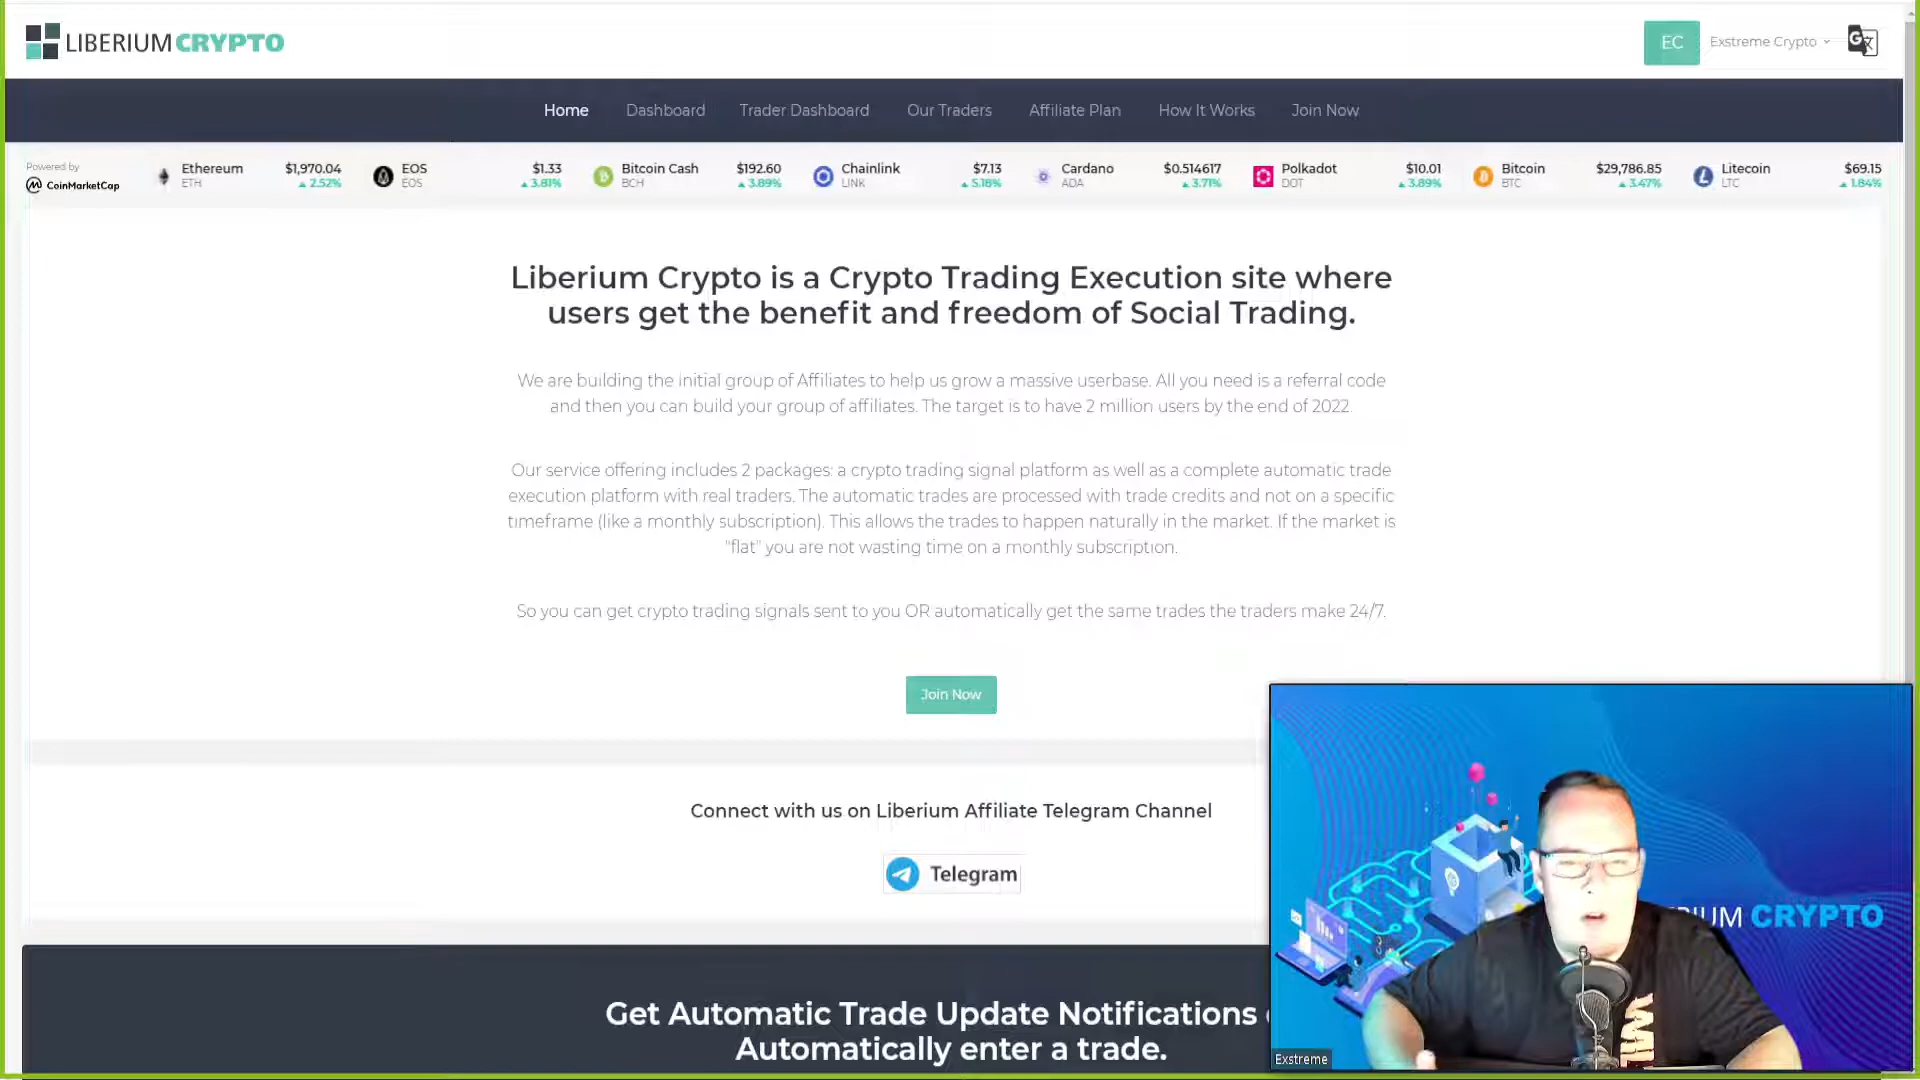 LIBERIUM CRYPTO
EC
Exstreme Crypto
Home
Dashboard
Trader Dashboard
Our Traders
Affiliate Plan
How It Works
Join Now
Powered by
CoinMarketCap
Ethereum $1,970.04
ETH 2.52%
EOS $1.33
EOS 3.81%
Bitcoin Cash $192.60
BCH 3.89%
Chainlink $7.13
LINK 5.16%
Cardano $0.514617
ADA 3.71%
Polkadot $10.01
DOT 3.89%
Bitcoin $29,786.85
BTC 3.47%
Litecoin $69.15
LTC 1.84%
Liberium Crypto is a Crypto Trading Execution site where
users get the benefit and freedom of Social Trading.
We are building the initial group of Affiliates to help us grow a massive userbase. All you need is a referral code
and then you can build your group of affiliates. The target is to have 2 million users by the end of 2022.
Our service offering includes 2 packages: a crypto trading signal platform as well as a complete automatic trade
execution platform with real traders. The automatic trades are processed with trade credits and not on a specific
timeframe (like a monthly subscription). This allows the trades to happen naturally in the market. If the market is
"flat" you are not wasting time on a monthly subscription.
So you can get crypto trading signals sent to you OR automatically get the same trades the traders make 24/7.
Join Now
Connect with us on Liberium Affiliate Telegram Channel
Telegram
Get Automatic Trade Update Notifications
Automatically enter a trade.
IUM CRYPTO
Exstreme